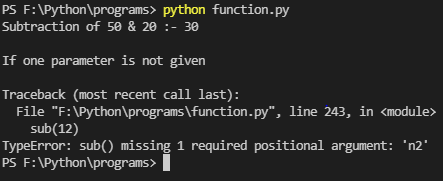 PS F:\Python\programs> python function.py
Subtraction of 50 & 20 :- 30
If one parameter is not given
Traceback (most recent call last):
  File "F:\Python\programs\function.py", line 243, in <module>
    sub(12)
TypeError: sub() missing 1 required positional argument: 'n2'
PS F:\Python\programs>